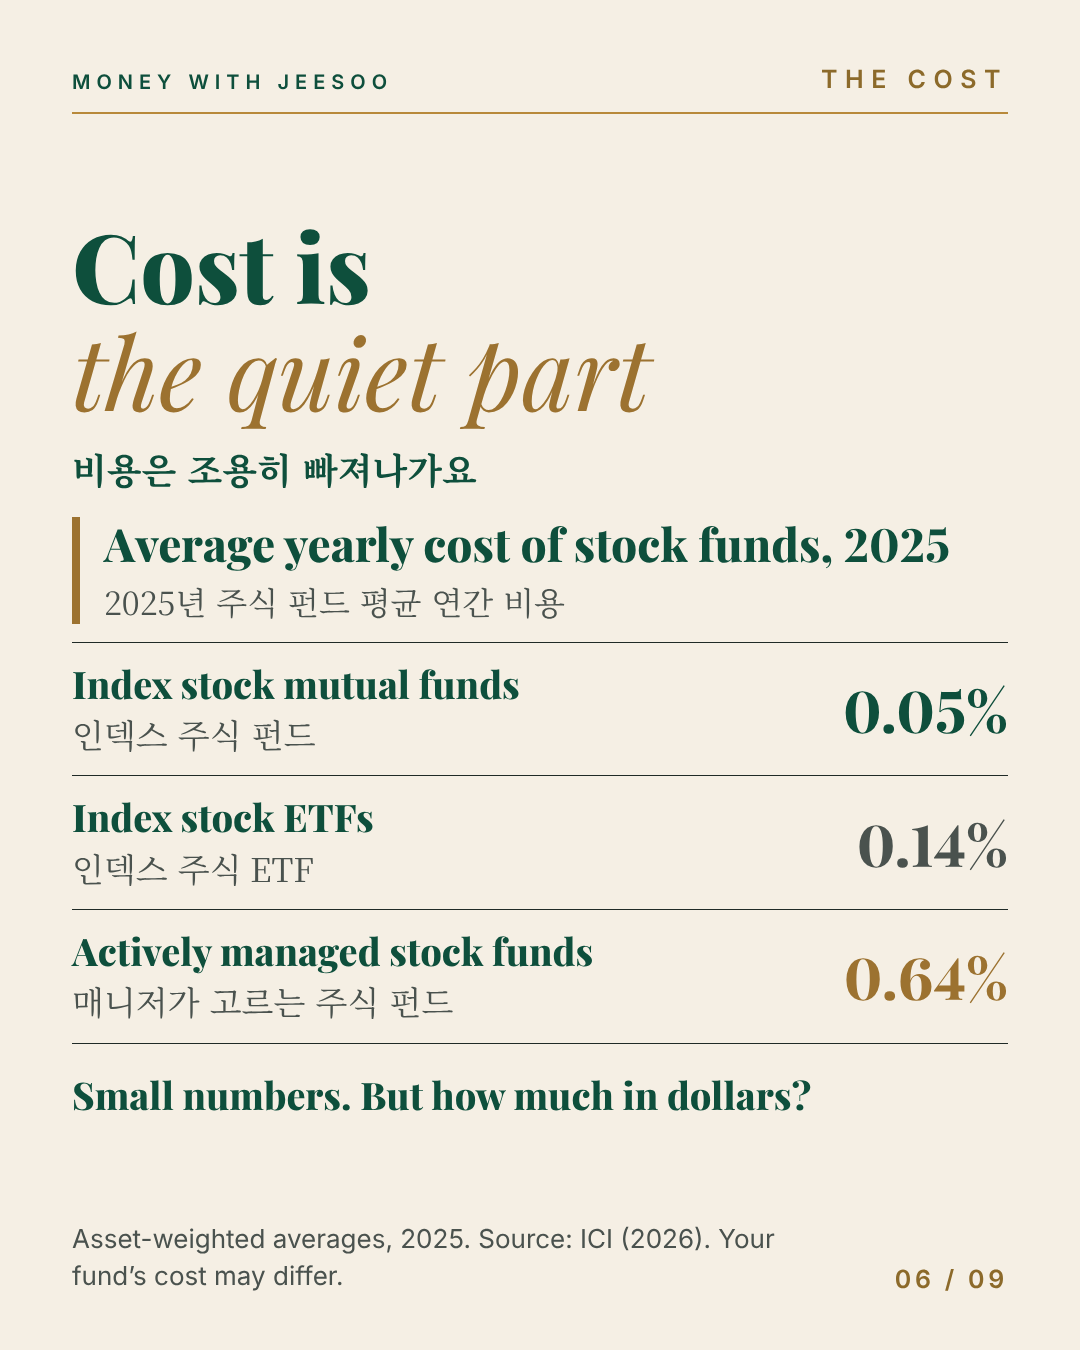 MONEY WITH JEESOO
THE COST
Cost is
the quiet part
비용은 조용히 빠져나가요
Average yearly cost of stock funds, 2025
2025년 주식 펀드 평균 연간 비용
Index stock mutual funds
인덱스 주식 펀드
0.05%
Index stock ETFs
인덱스 주식 ETF
0.14%
Actively managed stock funds
매니저가 고르는 주식 펀드
0.64%
Small numbers. But how much in dollars?
Asset-weighted averages, 2025. Source: ICI (2026). Your
fund’s cost may differ.
06 / 09